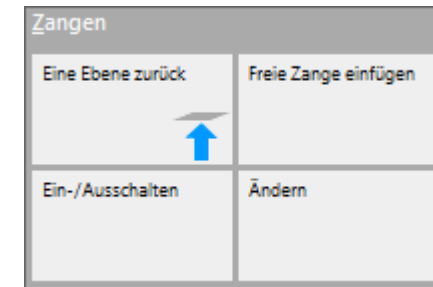 Zangen
Eine Ebene zurück
Freie Zange einfügen
Ein-/Ausschalten
Ändern